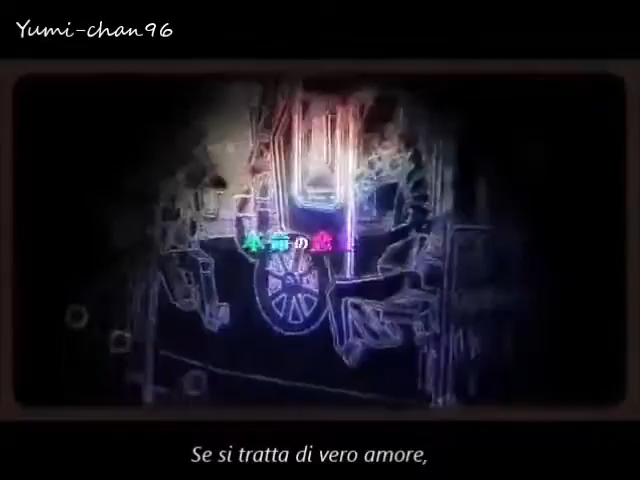 Yumi-chan96
本命の恋
Se si tratta di vero amore,